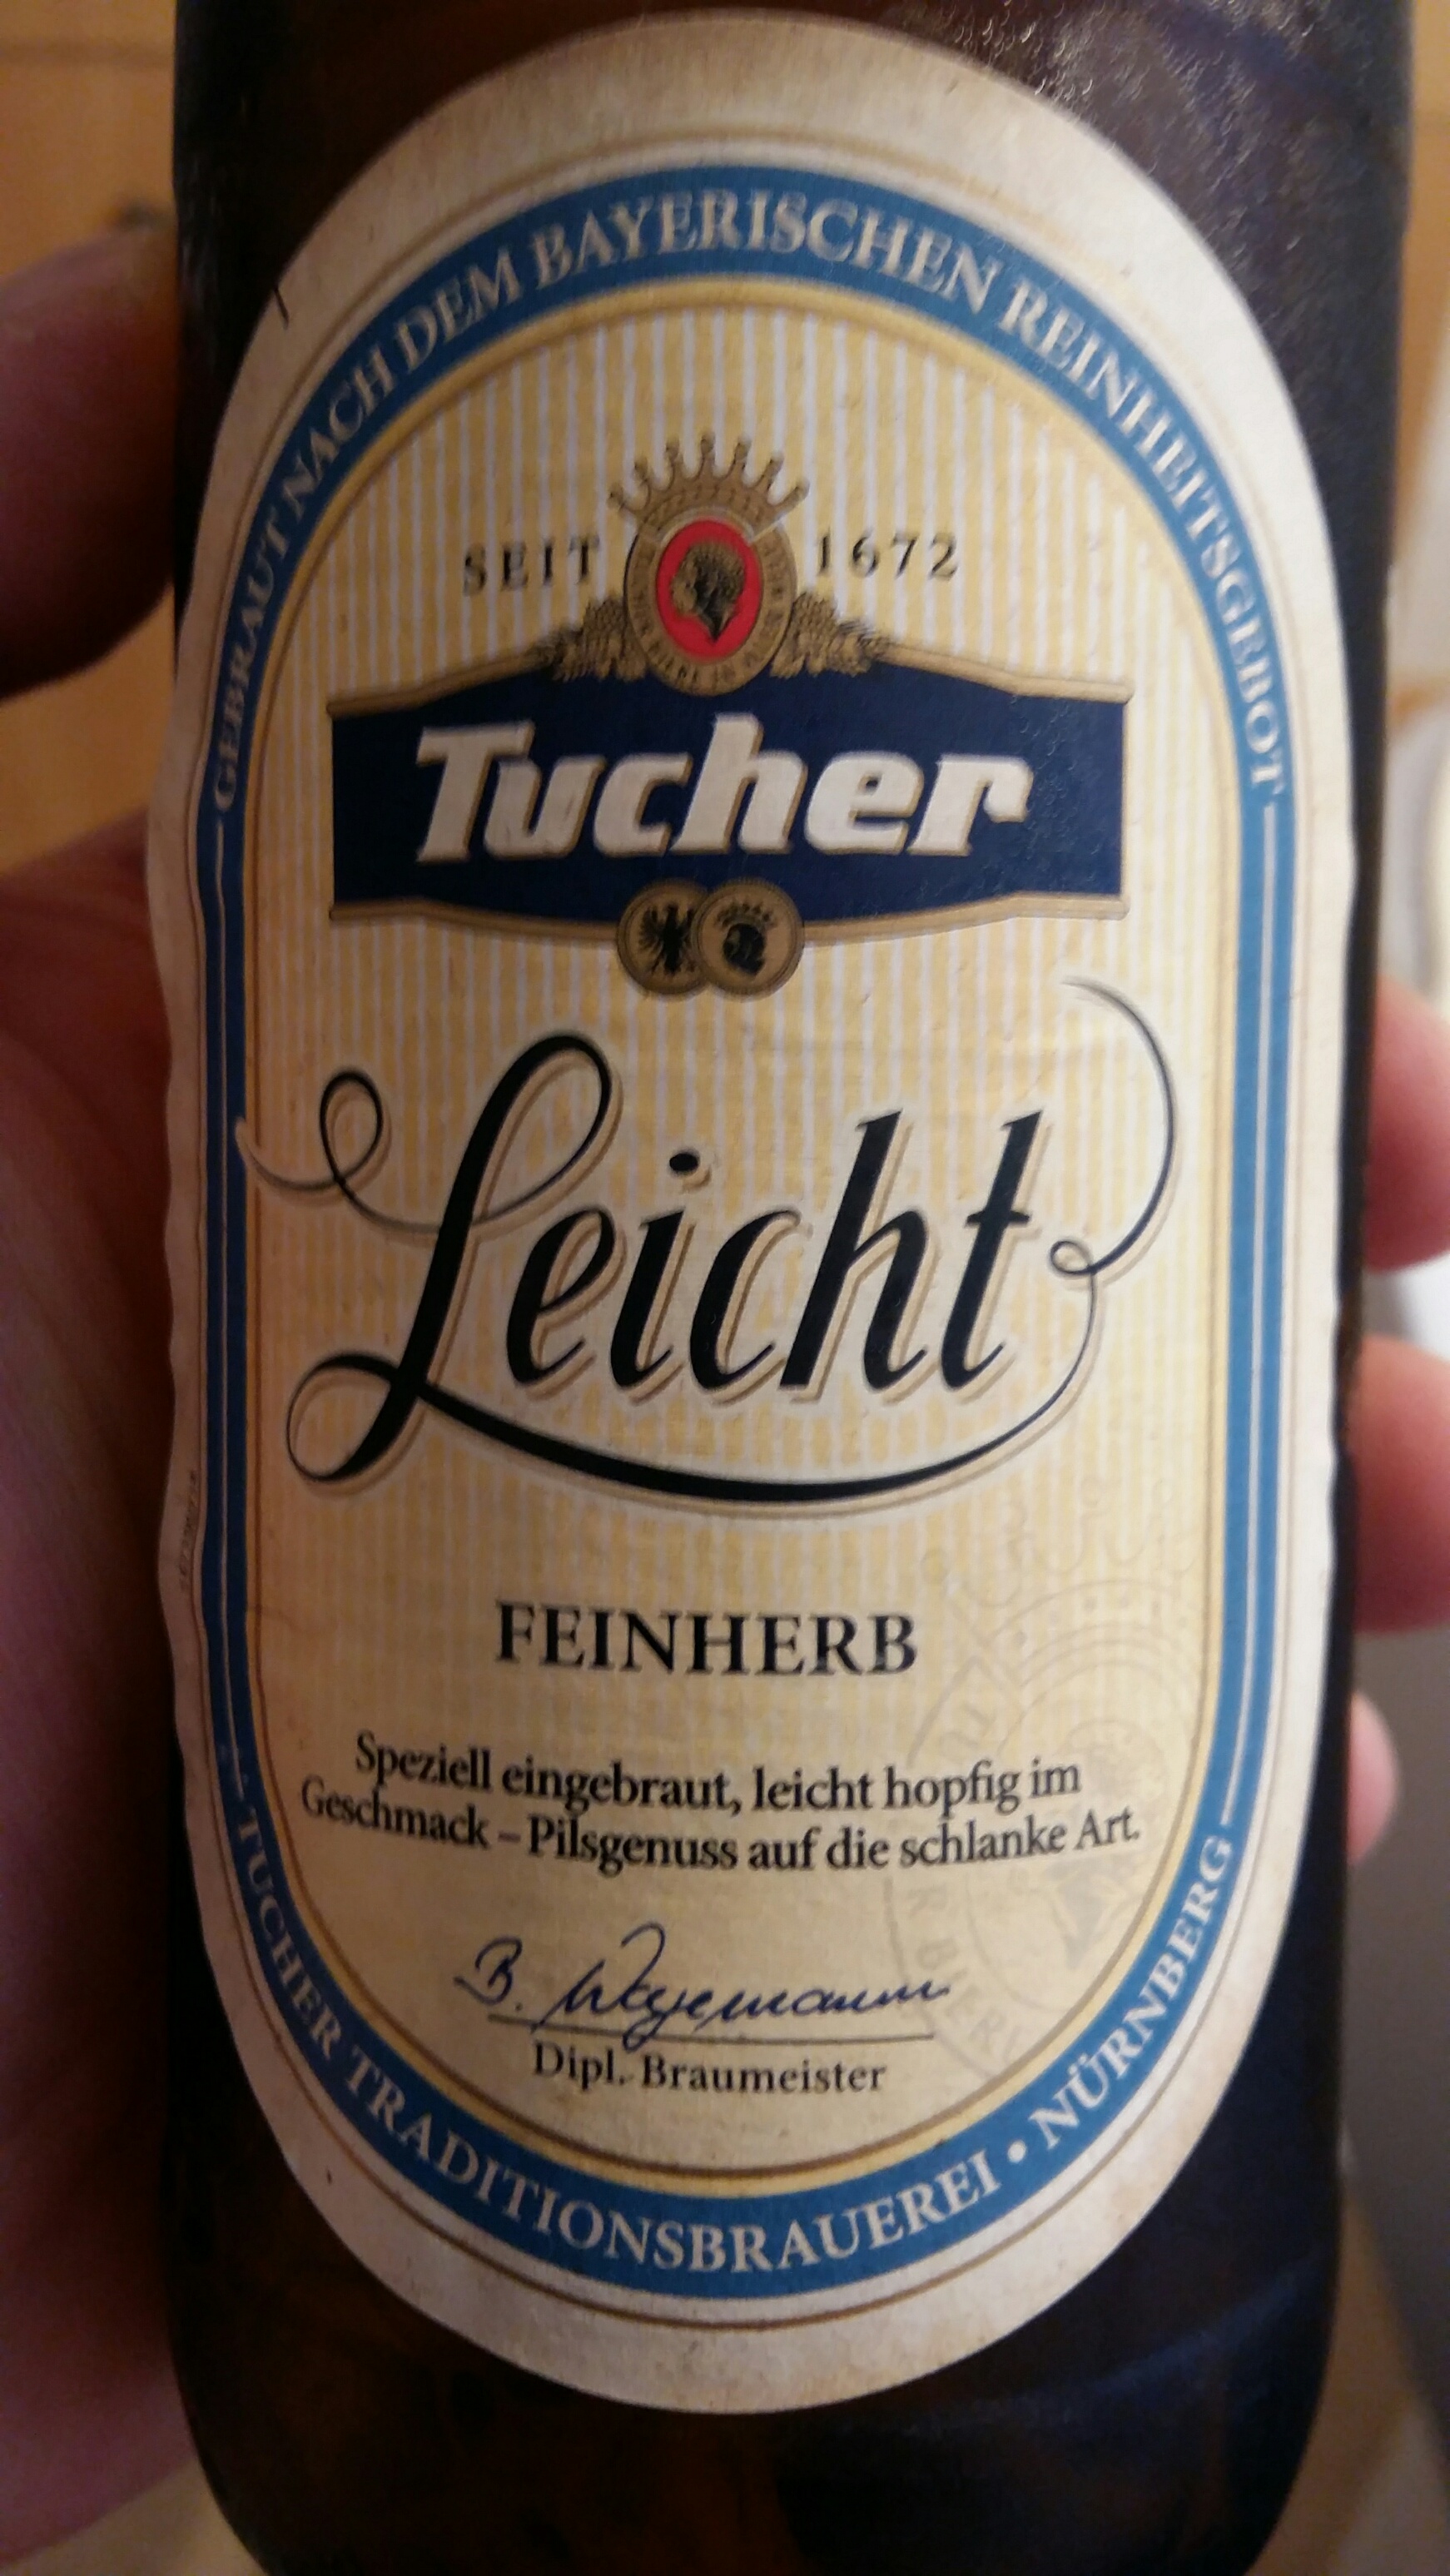 GEBRAUT NACH DEM BAYERISCHEN REINHEITSGEBOT
SEIT 1672
Tucher
Leicht
FEINHERB
Speziell eingebraut, leicht hopfig im
Geschmack – Pilsgenuss auf die schlanke Art.
B. Wagemann
Dipl. Braumeister
TUCHER TRADITIONSBRAUEREI • NÜRNBERG